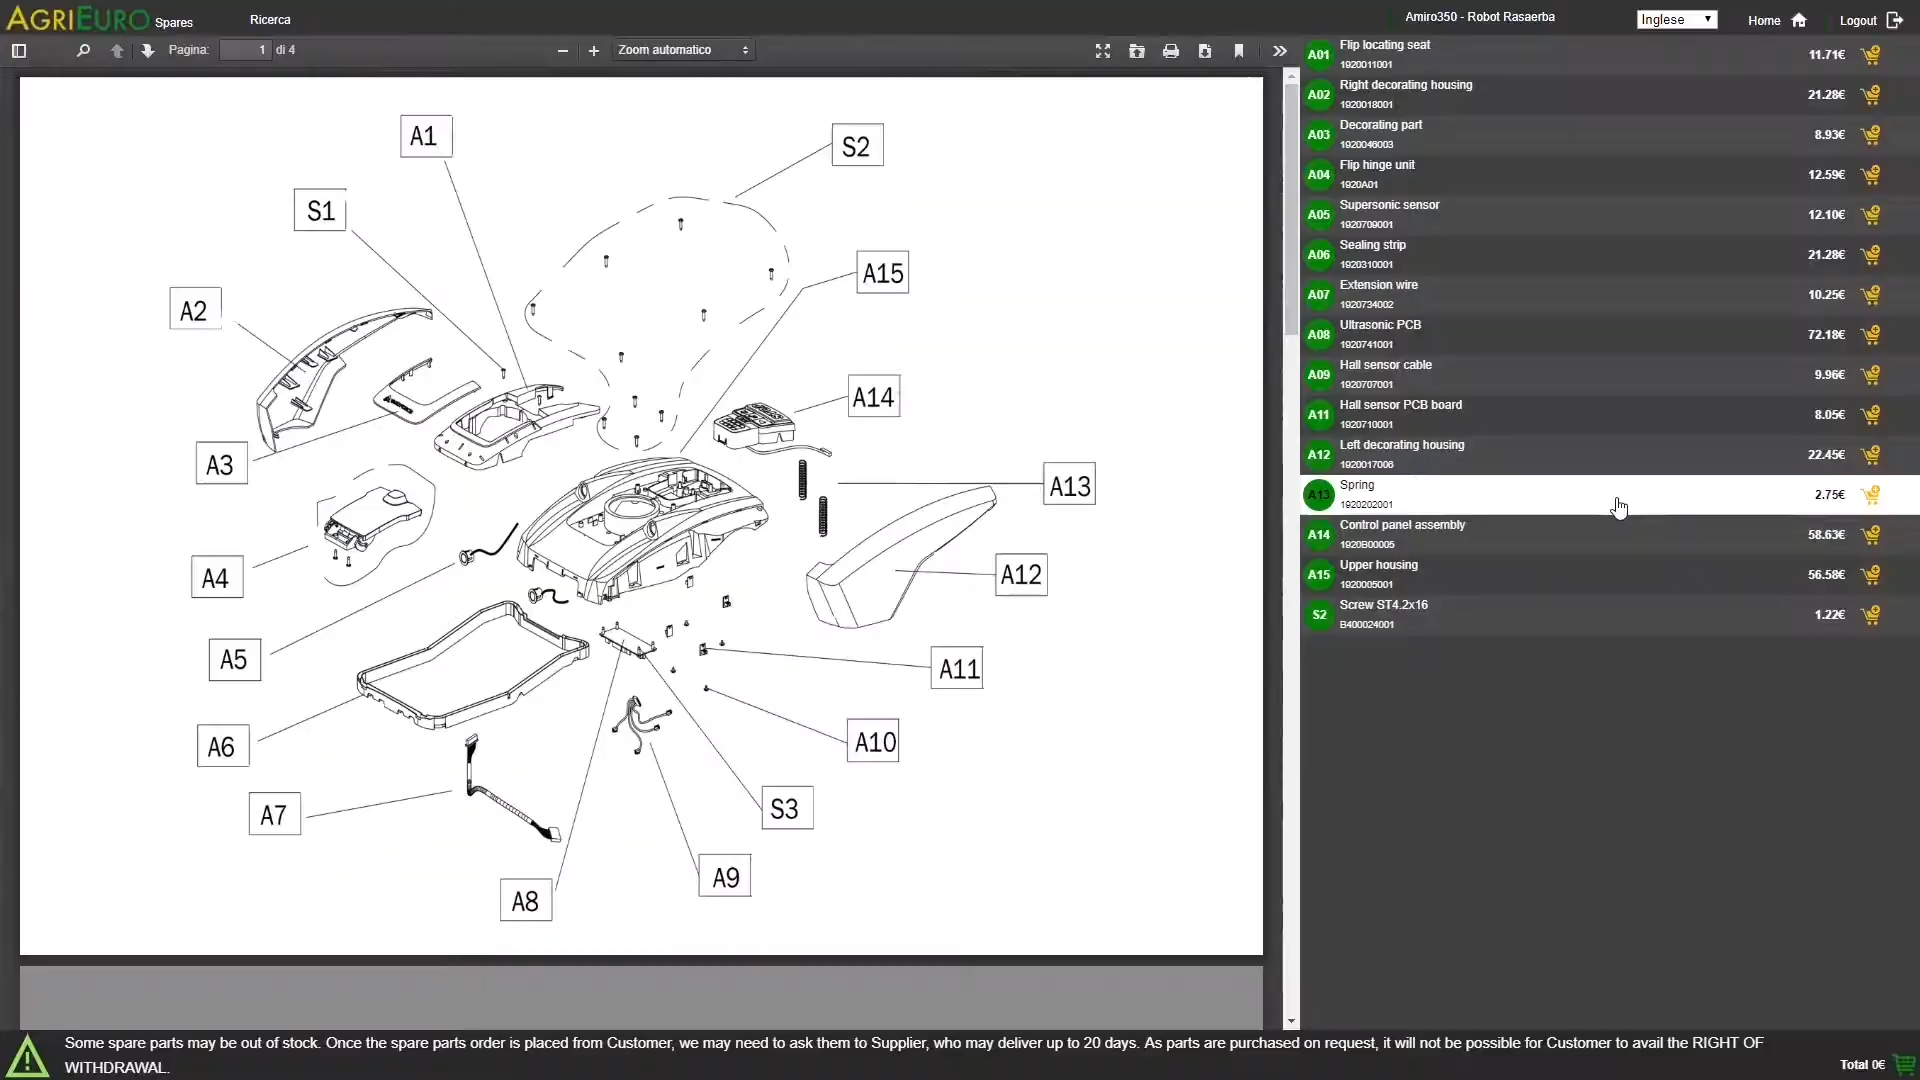 AGRIEURO Spares
Ricerca
Amiro350 - Robot Rasaerba
Inglese
Home
Logout
Pagina: 1 di 4
Zoom automatico
A1
S2
S1
A15
A2
A14
A3
A13
A4
A12
A5
A11
A6
A10
A7
S3
A9
A8
A01 Flip locating seat 11.71€
1920011001
A02 Right decorating housing 21.28€
1920018001
A03 Decorating part 8.93€
1920046003
A04 Flip hinge unit 12.59€
1920A01
A05 Supersonic sensor 12.10€
1920709001
A06 Sealing strip 21.28€
1920310001
A07 Extension wire 10.25€
1920734002
A08 Ultrasonic PCB 72.18€
1920741001
A09 Hall sensor cable 9.96€
1920707001
A11 Hall sensor PCB board 8.05€
1920710001
A12 Left decorating housing 22.45€
1920017006
A13 Spring 2.75€
1920202001
A14 Control panel assembly 58.63€
1920B00005
A15 Upper housing 56.58€
1920005001
S2 Screw ST4.2x16 1.22€
B400024001
Some spare parts may be out of stock. Once the spare parts order is placed from Customer, we may need to ask them to Supplier, who may deliver up to 20 days. As parts are purchased on request, it will not be possible for Customer to avail the RIGHT OF
WITHDRAWAL.
Total 0€